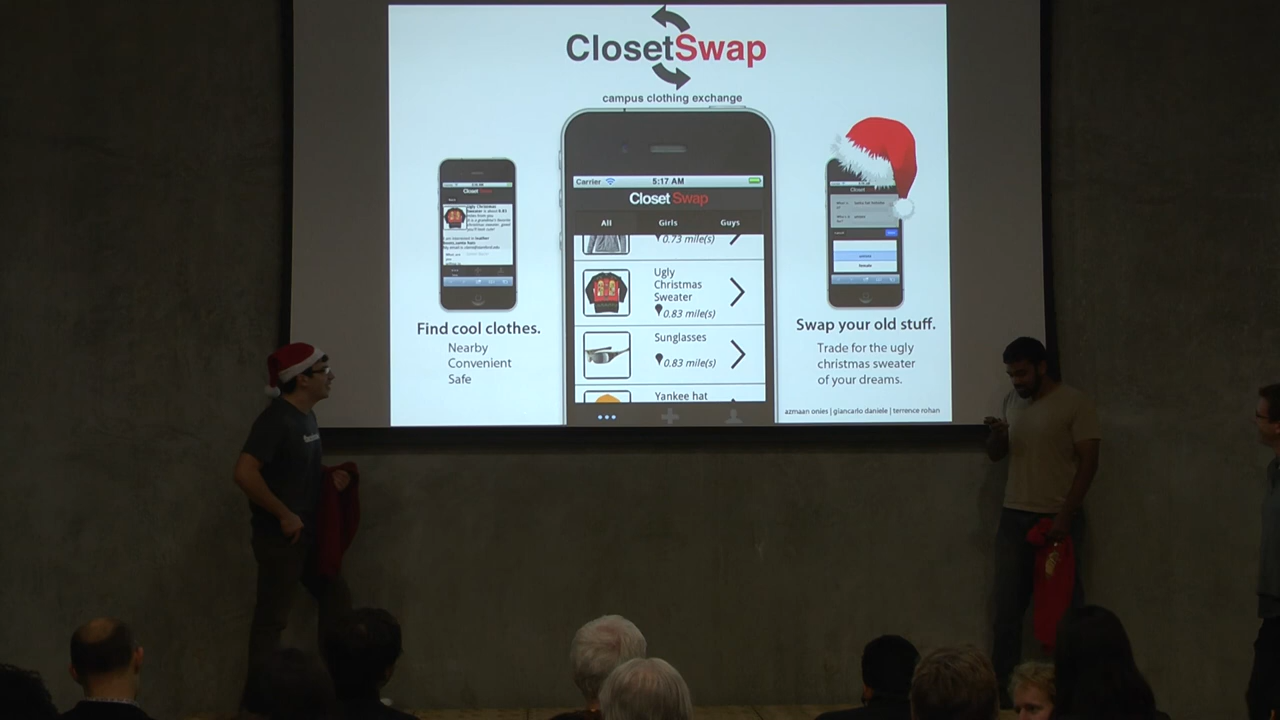 ClosetSwap
campus clothing exchange
Carrier
5:17 AM
Closet Swap
All
Girls
Guys
0.73 mile(s)
Ugly
Christmas
Sweater
0.83 mile(s)
Sunglasses
0.83 mile(s)
Yankee hat
Find cool clothes.
Nearby
Convenient
Safe
Swap your old stuff.
Trade for the ugly
christmas sweater
of your dreams.
azmaan onies | giancarlo daniele | terrence rohan